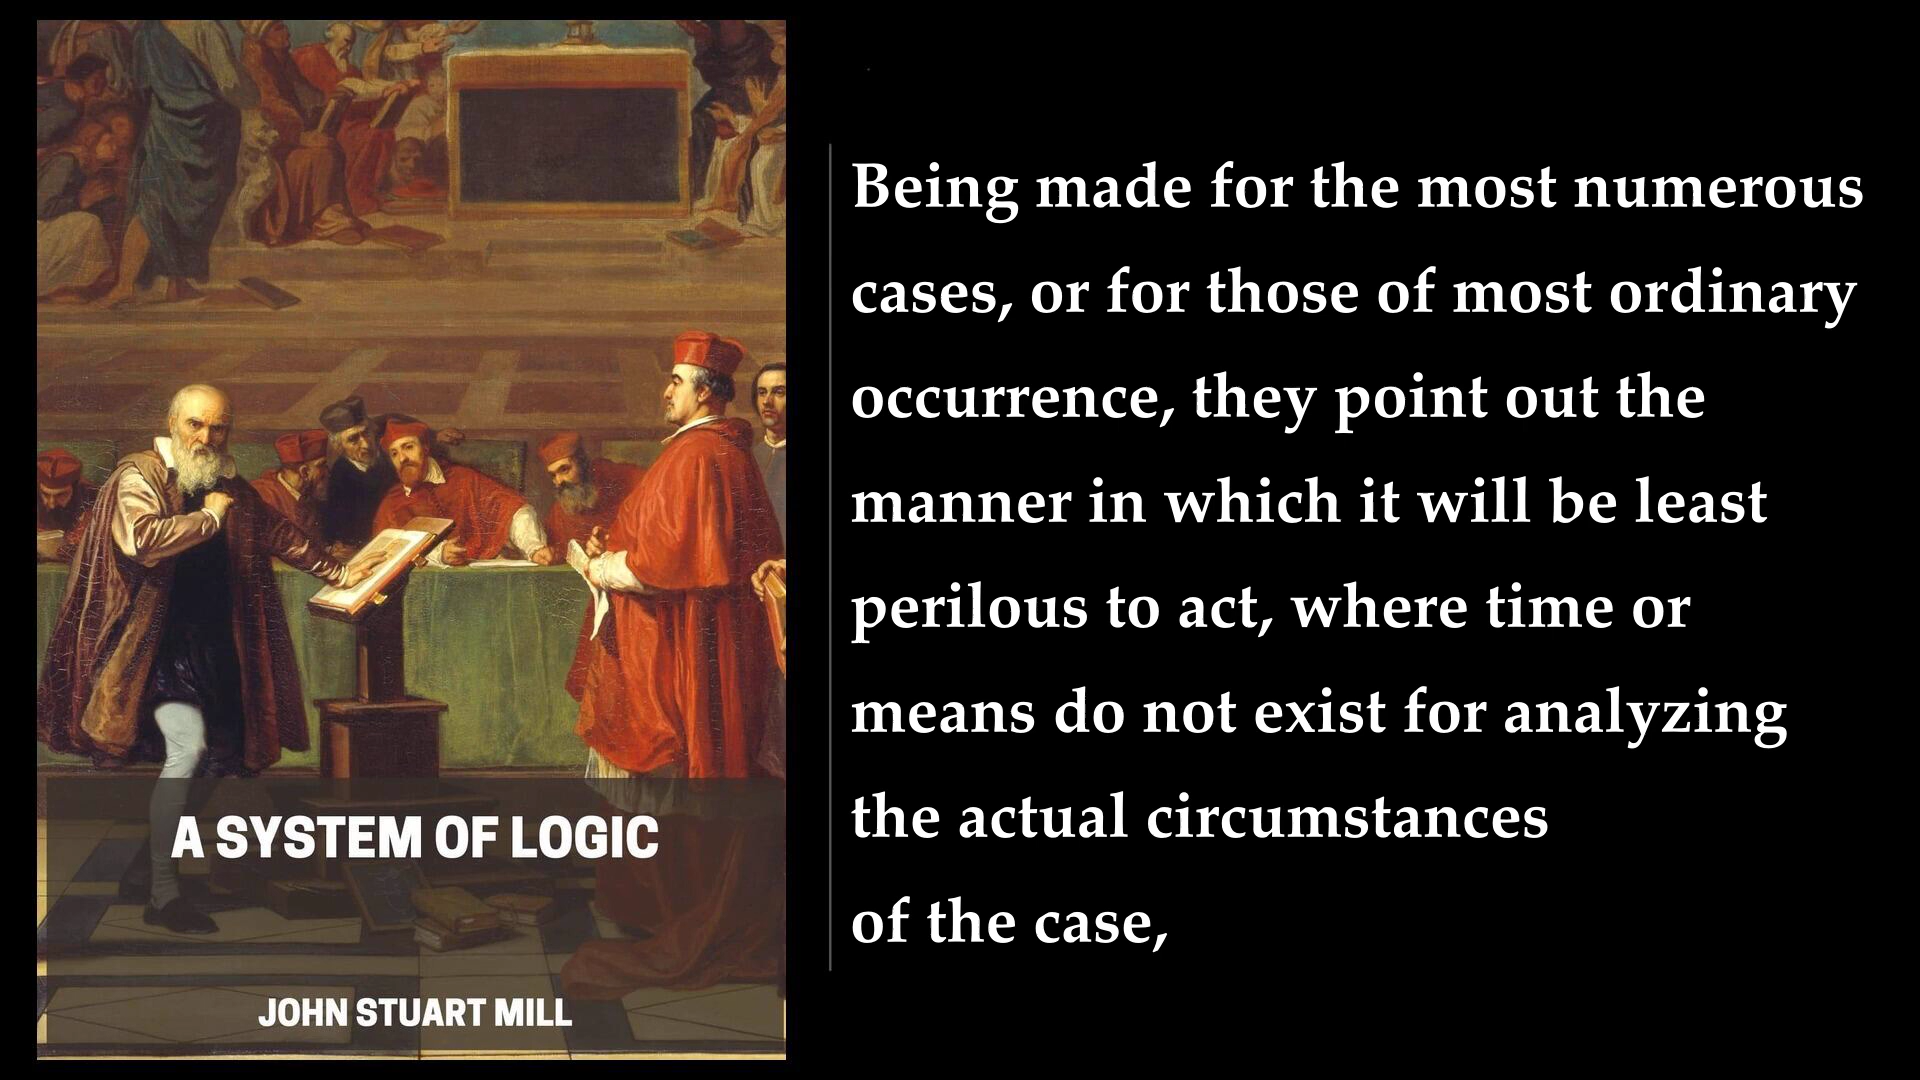 A SYSTEM OF LOGIC
JOHN STUART MILL
Being made for the most numerous
cases, or for those of most ordinary
occurrence, they point out the
manner in which it will be least
perilous to act, where time or
means do not exist for analyzing
the actual circumstances
of the case,